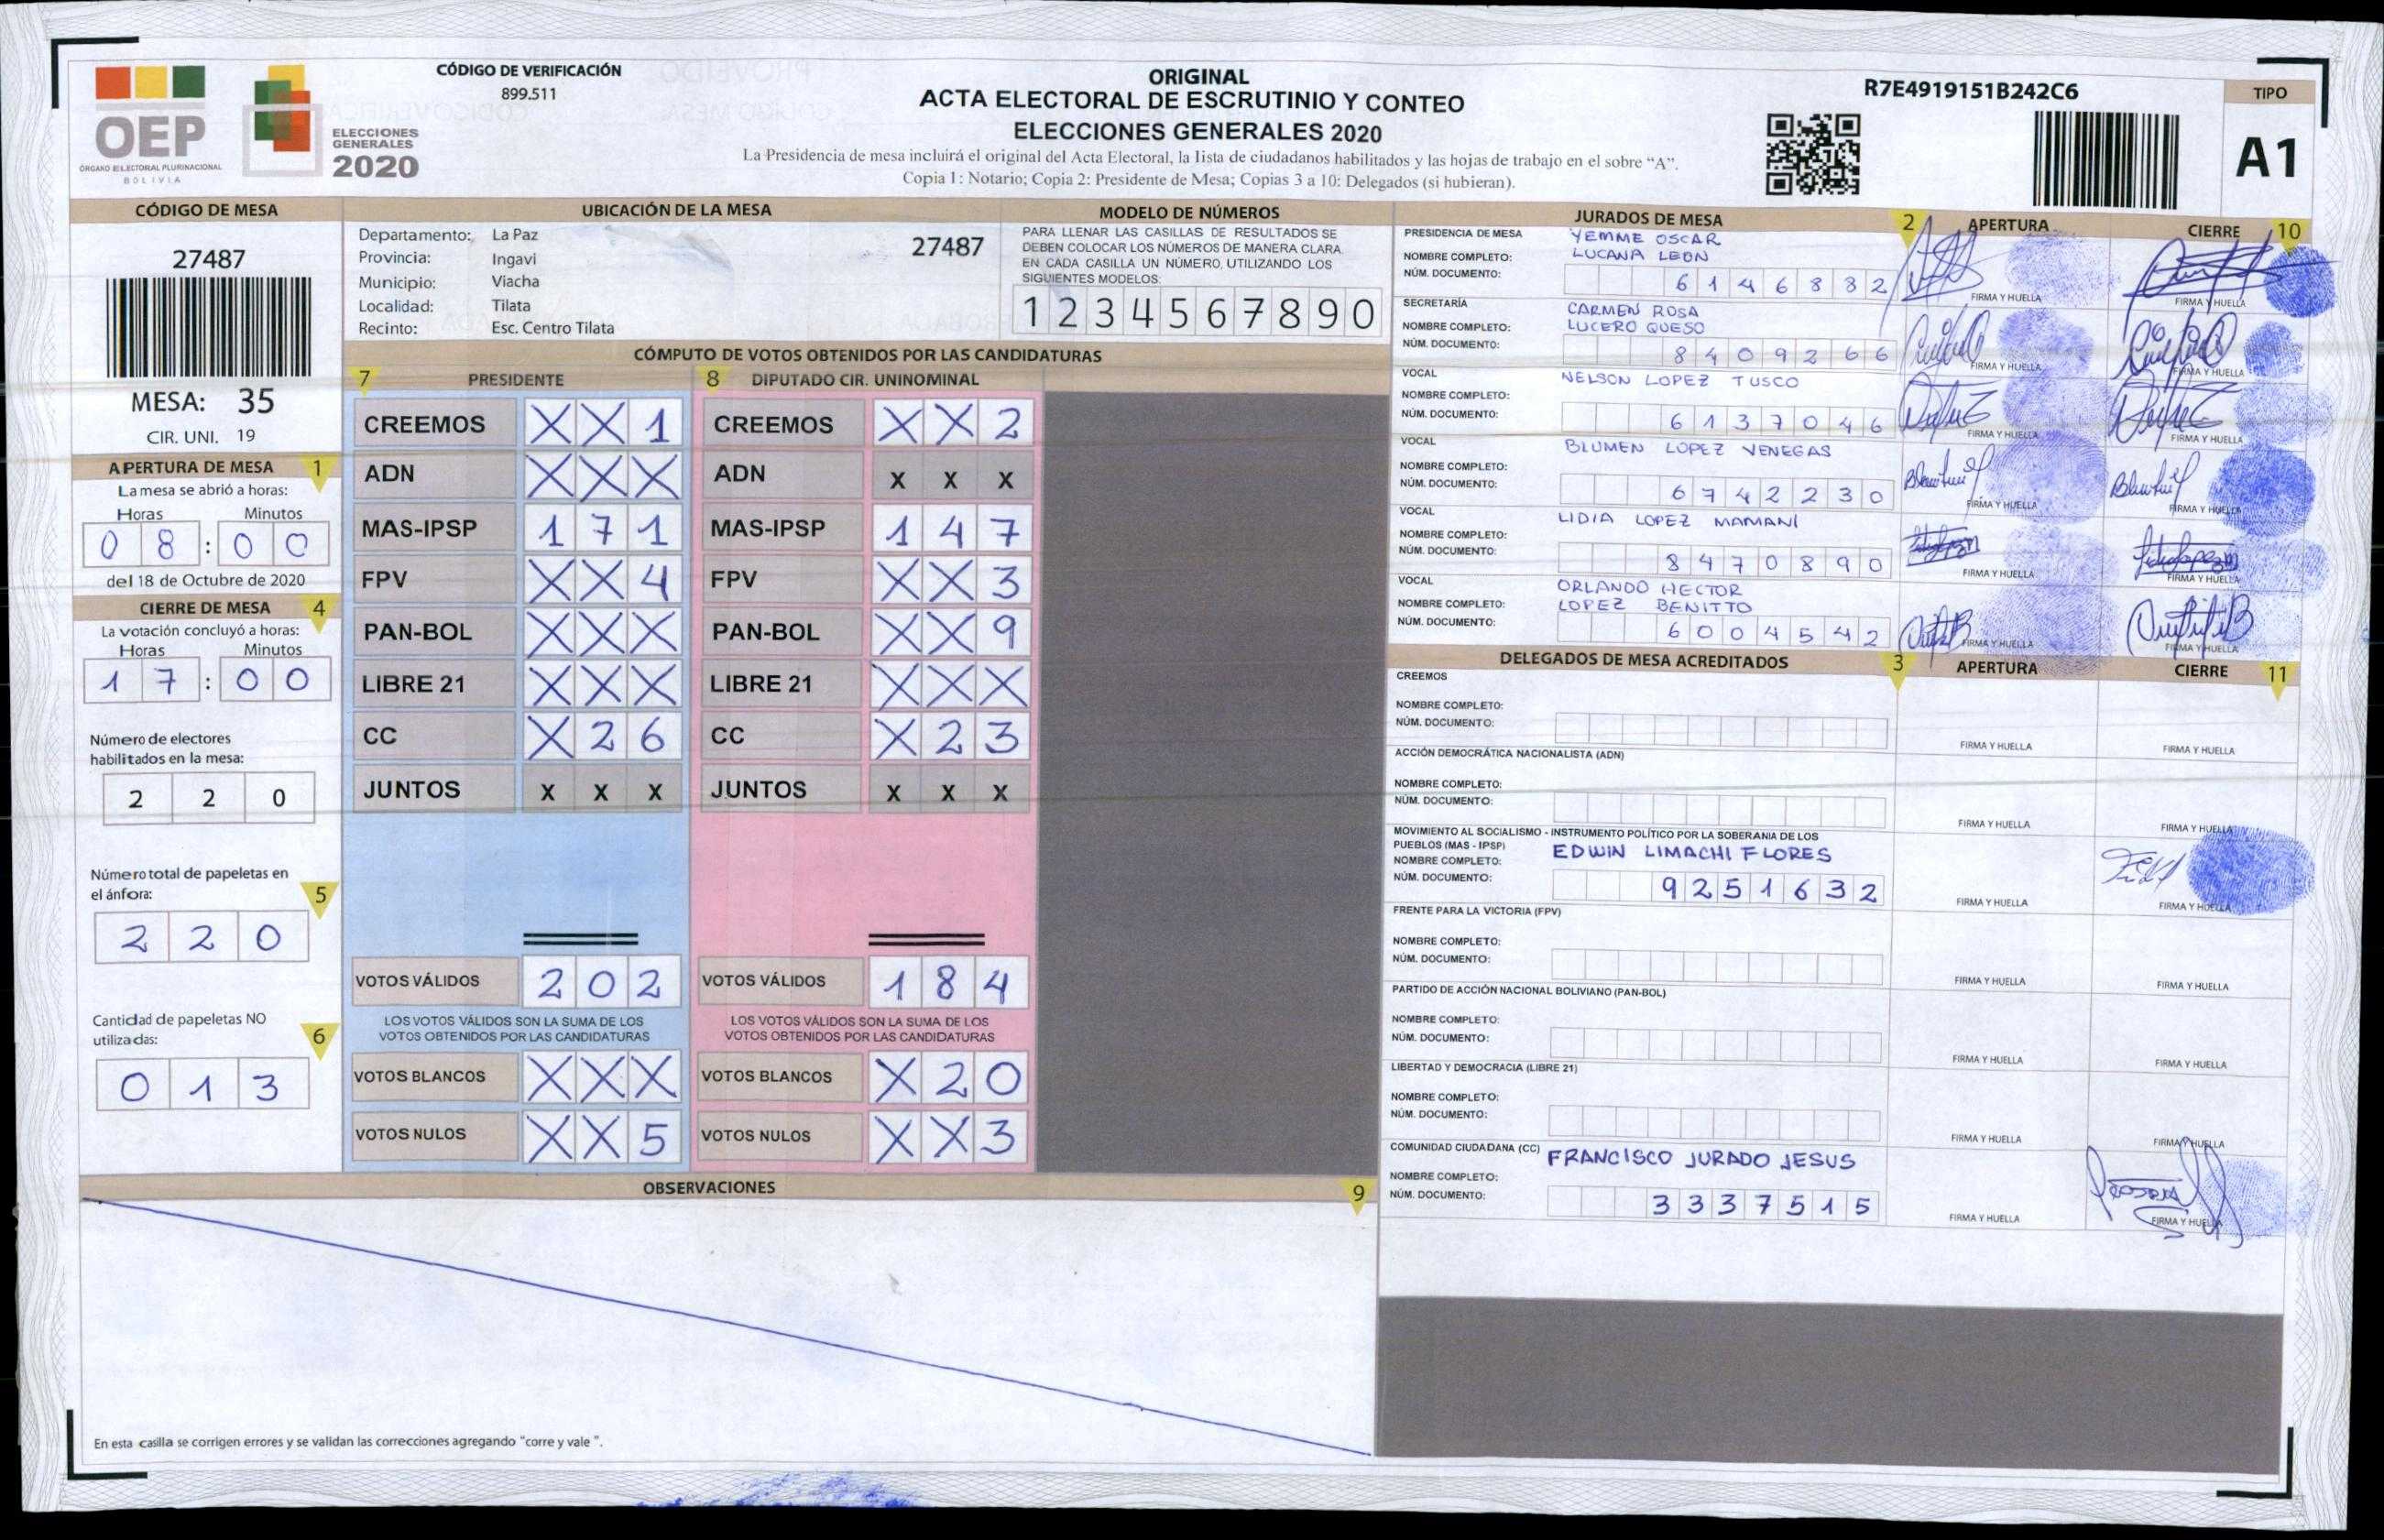 OEP
ÓRGANO ELECTORAL PLURINACIONAL
BOLIVIA
ELECCIONES
GENERALES
2020
CÓDIGO DE VERIFICACIÓN
899.511
ORIGINAL
ACTA ELECTORAL DE ESCRUTINIO Y CONTEO
ELECCIONES GENERALES 2020
La Presidencia de mesa incluirá el original del Acta Electoral, la lista de ciudadanos habilitados y las hojas de trabajo en el sobre “A”.
Copia 1: Notario; Copia 2: Presidente de Mesa; Copias 3 a 10: Delegados (si hubieran).
R7E4919151B242C6
TIPO
A1
CÓDIGO DE MESA
27487
MESA: 35
CIR. UNI. 19
APERTURA DE MESA 1
La mesa se abrió a horas:
Horas Minutos
0 8 : 0 0
del 18 de Octubre de 2020
CIERRE DE MESA 4
La votación concluyó a horas:
Horas Minutos
1 7 : 0 0
Número de electores
habilitados en la mesa:
2 2 0
Número total de papeletas en
el ánfora: 5
2 2 0
Cantidad de papeletas NO
utilizadas: 6
0 1 3
UBICACIÓN DE LA MESA
Departamento: La Paz
27487
Provincia: Ingavi
Municipio: Viacha
Localidad: Tilata
Recinto: Esc. Centro Tilata
MODELO DE NÚMEROS
PARA LLENAR LAS CASILLAS DE RESULTADOS SE
DEBEN COLOCAR LOS NÚMEROS DE MANERA CLARA
EN CADA CASILLA UN NÚMERO, UTILIZANDO LOS
SIGUIENTES MODELOS:
1 2 3 4 5 6 7 8 9 0
CÓMPUTO DE VOTOS OBTENIDOS POR LAS CANDIDATURAS
7 PRESIDENTE
CREEMOS X X 1
ADN X X X
MAS-IPSP 1 7 1
FPV X X 4
PAN-BOL X X X
LIBRE 21 X X X
CC X 2 6
JUNTOS X X X
VOTOS VÁLIDOS 2 0 2
LOS VOTOS VÁLIDOS SON LA SUMA DE LOS
VOTOS OBTENIDOS POR LAS CANDIDATURAS
VOTOS BLANCOS X X X
VOTOS NULOS X X 5
8 DIPUTADO CIR. UNINOMINAL
CREEMOS X X 2
ADN X X X
MAS-IPSP 1 4 7
FPV X X 3
PAN-BOL X X 9
LIBRE 21 X X X
CC X 2 3
JUNTOS X X X
VOTOS VÁLIDOS 1 8 4
LOS VOTOS VÁLIDOS SON LA SUMA DE LOS
VOTOS OBTENIDOS POR LAS CANDIDATURAS
VOTOS BLANCOS X 2 0
VOTOS NULOS X X 3
OBSERVACIONES 9
En esta casilla se corrigen errores y se validan las correcciones agregando "corre y vale ".
JURADOS DE MESA 2 APERTURA CIERRE 10
PRESIDENCIA DE MESA YEMME OSCAR
NOMBRE COMPLETO: LUCANA LEON
NÚM. DOCUMENTO: 6 1 4 6 8 8 2
FIRMA Y HUELLA FIRMA Y HUELLA
SECRETARÍA CARMEN ROSA
NOMBRE COMPLETO: LUCERO QUESO
NÚM. DOCUMENTO: 8 4 0 9 2 6 6
FIRMA Y HUELLA FIRMA Y HUELLA
VOCAL NELSON LOPEZ TUSCO
NOMBRE COMPLETO:
NÚM. DOCUMENTO: 6 1 3 7 0 4 6
FIRMA Y HUELLA FIRMA Y HUELLA
VOCAL BLUMEN LOPEZ VENEGAS
NOMBRE COMPLETO:
NÚM. DOCUMENTO: 6 7 4 2 2 3 0
FIRMA Y HUELLA FIRMA Y HUELLA
VOCAL LIDIA LOPEZ MAMANI
NOMBRE COMPLETO:
NÚM. DOCUMENTO: 8 4 7 0 8 9 0
FIRMA Y HUELLA FIRMA Y HUELLA
VOCAL ORLANDO HECTOR
NOMBRE COMPLETO: LOPEZ BENITTO
NÚM. DOCUMENTO: 6 0 0 4 5 4 2
FIRMA Y HUELLA FIRMA Y HUELLA
DELEGADOS DE MESA ACREDITADOS 3 APERTURA CIERRE 11
CREEMOS
NOMBRE COMPLETO:
NÚM. DOCUMENTO:
FIRMA Y HUELLA FIRMA Y HUELLA
ACCIÓN DEMOCRÁTICA NACIONALISTA (ADN)
NOMBRE COMPLETO:
NÚM. DOCUMENTO:
FIRMA Y HUELLA FIRMA Y HUELLA
MOVIMIENTO AL SOCIALISMO - INSTRUMENTO POLÍTICO POR LA SOBERANIA DE LOS
PUEBLOS (MAS - IPSP) EDWIN LIMACHI FLORES
NOMBRE COMPLETO:
NÚM. DOCUMENTO: 9 2 5 1 6 3 2
FIRMA Y HUELLA FIRMA Y HUELLA
FRENTE PARA LA VICTORIA (FPV)
NOMBRE COMPLETO:
NÚM. DOCUMENTO:
FIRMA Y HUELLA FIRMA Y HUELLA
PARTIDO DE ACCIÓN NACIONAL BOLIVIANO (PAN-BOL)
NOMBRE COMPLETO:
NÚM. DOCUMENTO:
FIRMA Y HUELLA FIRMA Y HUELLA
LIBERTAD Y DEMOCRACIA (LIBRE 21)
NOMBRE COMPLETO:
NÚM. DOCUMENTO:
FIRMA Y HUELLA FIRMA Y HUELLA
COMUNIDAD CIUDADANA (CC) FRANCISCO JURADO JESUS
NOMBRE COMPLETO:
NÚM. DOCUMENTO: 3 3 3 7 5 1 5
FIRMA Y HUELLA FIRMA Y HUELLA